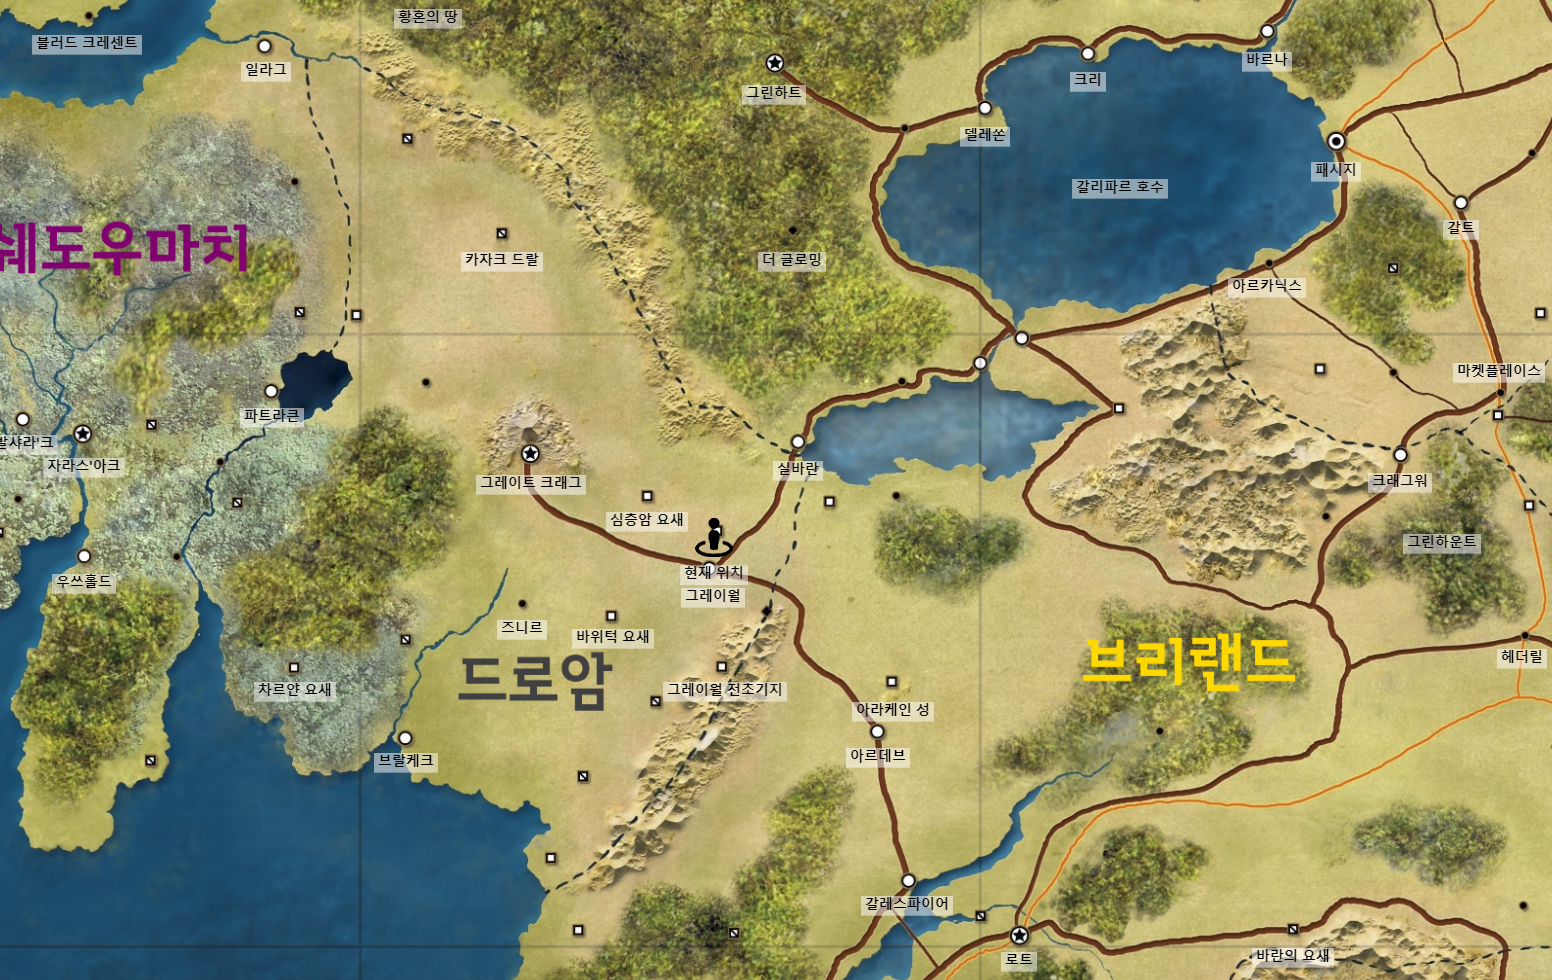 황혼의 땅
블러드 크레센트
일라그
그린하트
크리
바르나
델레쏜
갈리파르 호수
패시지
쉐도우마치
카자크 드랄
더 글로밍
갈트
아르카닉스
마켓플레이스
파트라큰
자라스'아크
그레이트 크래그
실바란
크래그워
심층암 요새
그린하운트
현재 위치
그레이월
우쓰홀드
즈니르
바위턱 요새
드로암
브리랜드
차르얀 요새
그레이월 전초기지
헤더릴
아라케인 성
브랄케크
아르데브
갈레스파이어
로트
바란의 요새